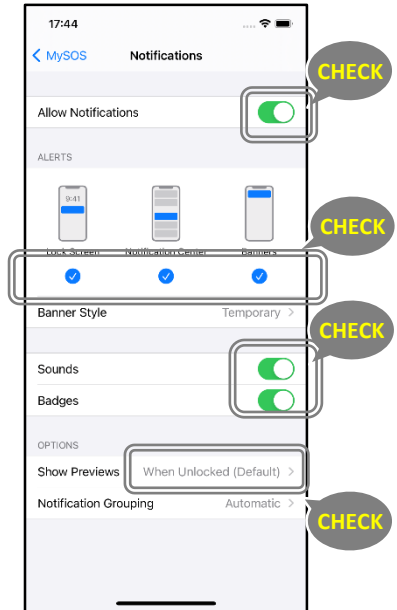 17:44
MySOS
Notifications
CHECK
Allow Notifications
ALERTS
9:41
CHECK
Lock Screen
Notification Center
Banners
Banner Style
Temporary
CHECK
Sounds
Badges
OPTIONS
Show Previews
When Unlocked (Default)
Notification Grouping
Automatic
CHECK